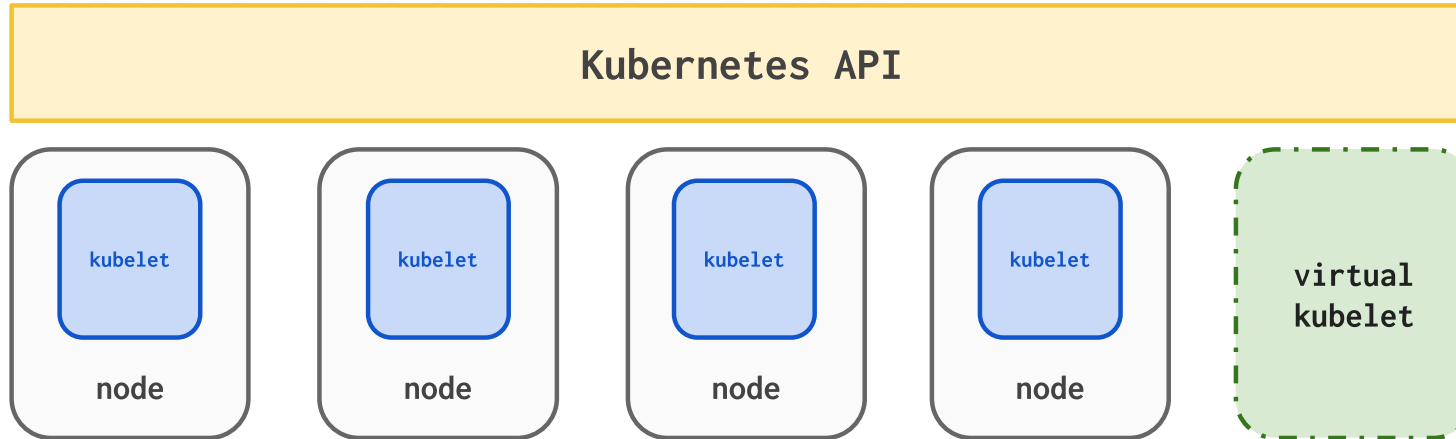 Kubernetes API
kubelet
node
kubelet
node
kubelet
node
kubelet
node
virtual
kubelet